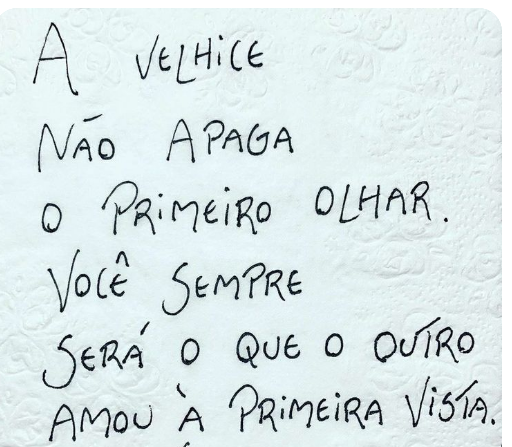 A VELHiCE
NÃO APAGA
O PRiMEiRO OLHAR.
VOCÊ SEMPRE
SERÁ O QUE O OUTRO
AMOU À PRiMEiRA ViSTA.